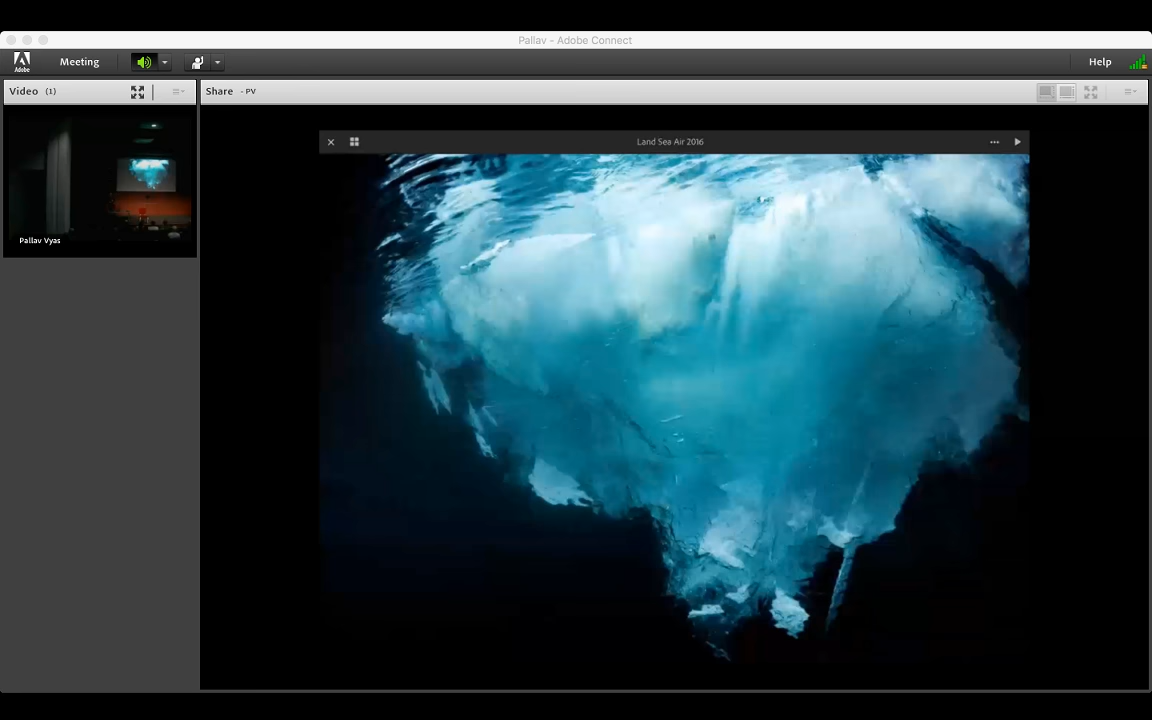 Pallav - Adobe Connect
Adobe
Meeting
Help
Video (1)
Share - PV
Land Sea Air 2016
Pallav Vyas